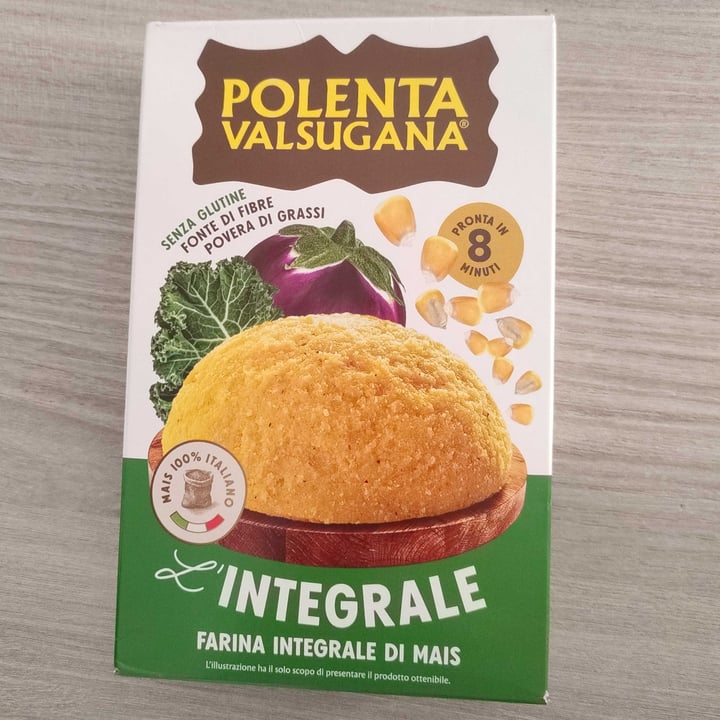 POLENTA
VALSUGANA®
SENZA GLUTINE
FONTE DI FIBRE
POVERA DI GRASSI
PRONTA IN
8
MINUTI
MAIS 100% ITALIANO
L'INTEGRALE
FARINA INTEGRALE DI MAIS
L'illustrazione ha il solo scopo di presentare il prodotto ottenibile.